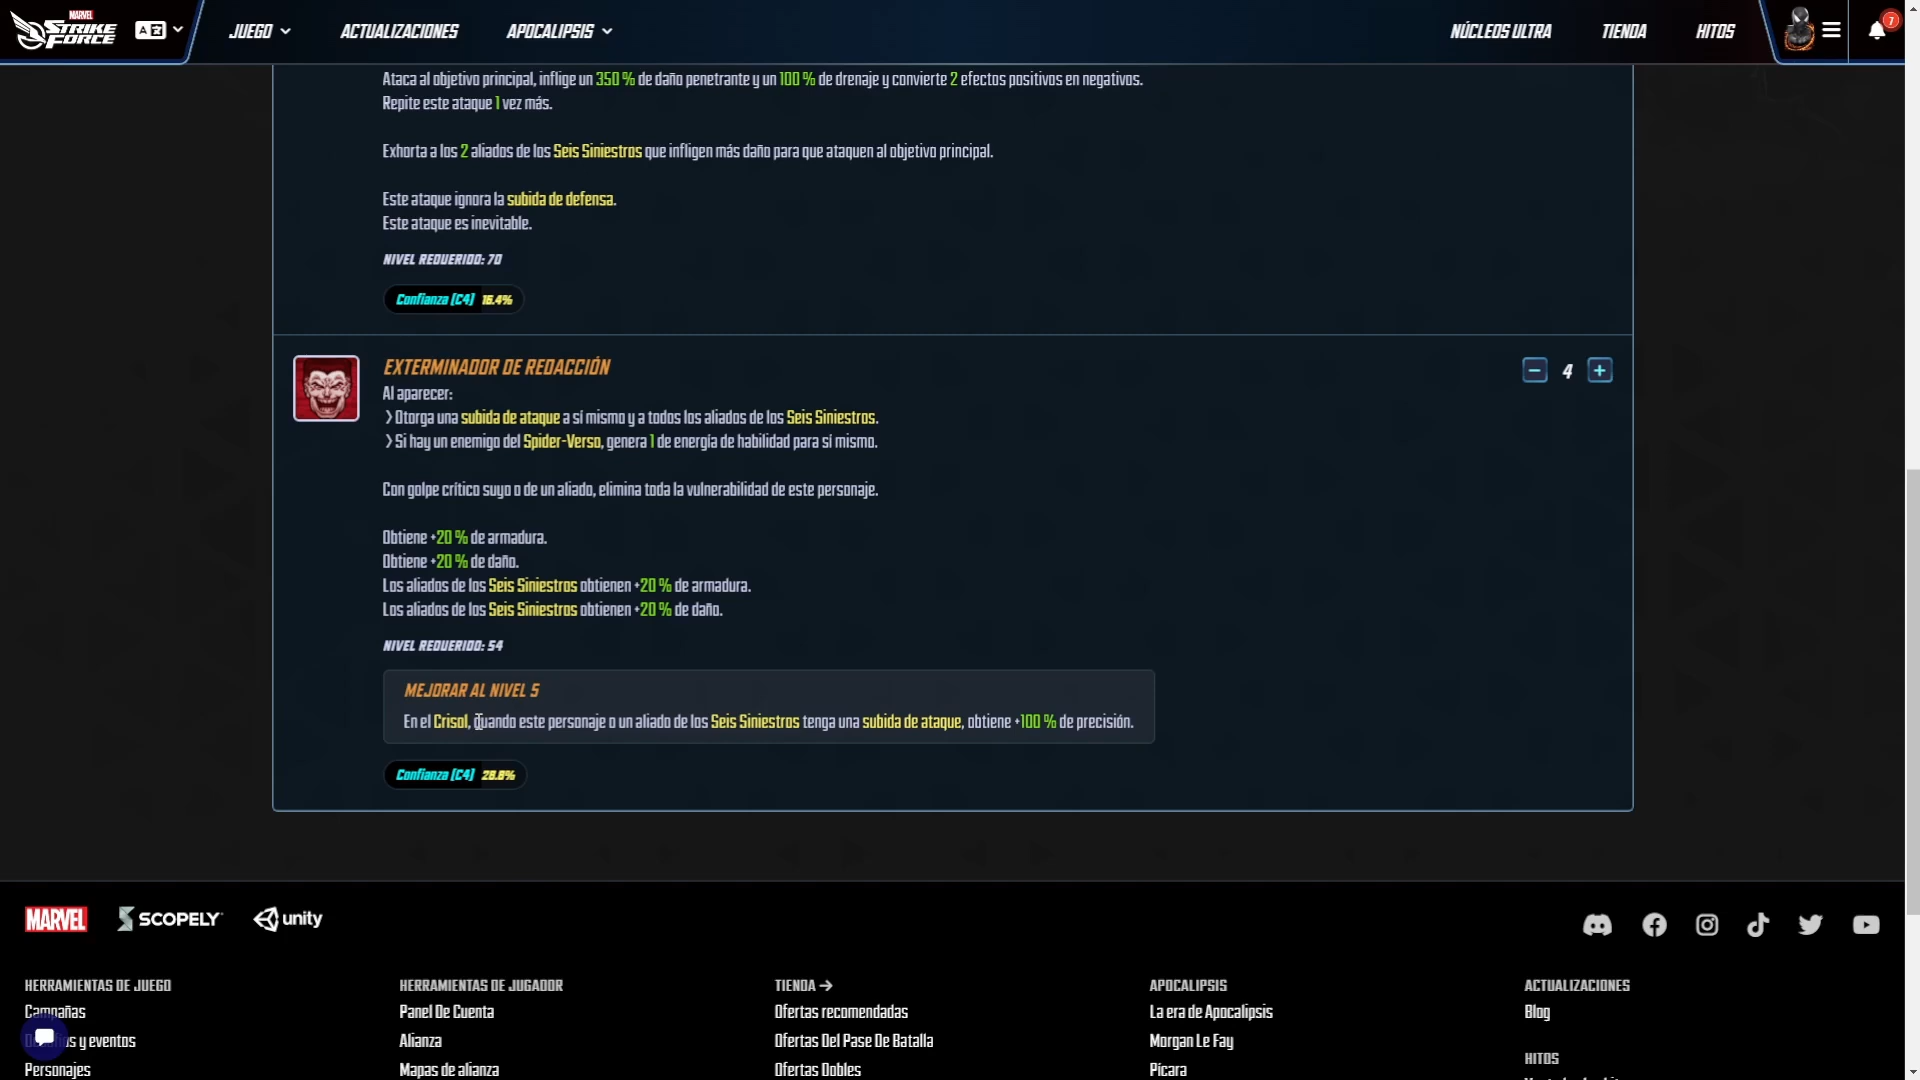 MARVEL
STRIKE
FORCE
JUEGO
ACTUALIZACIONES
APOCALIPSIS
NÚCLEOS ULTRA
TIENDA
HITOS
7
Ataca al objetivo principal, inflige un 350 % de daño penetrante y un 100 % de drenaje y convierte 2 efectos positivos en negativos.
Repite este ataque 1 vez más.
Exhorta a los 2 aliados de los Seis Siniestros que infligen más daño para que ataquen al objetivo principal.
Este ataque ignora la subida de defensa.
Este ataque es inevitable.
NIVEL REQUERIDO: 70
Confianza [C4] 16.4%
EXTERMINADOR DE REDACCIÓN
4
Al aparecer:
Otorga una subida de ataque a sí mismo y a todos los aliados de los Seis Siniestros.
Si hay un enemigo del Spider-Verso, genera 1 de energía de habilidad para sí mismo.
Con golpe crítico suyo o de un aliado, elimina toda la vulnerabilidad de este personaje.
Obtiene +20 % de armadura.
Obtiene +20 % de daño.
Los aliados de los Seis Siniestros obtienen +20 % de armadura.
Los aliados de los Seis Siniestros obtienen +20 % de daño.
NIVEL REQUERIDO: 54
MEJORAR AL NIVEL 5
En el Crisol, cuando este personaje o un aliado de los Seis Siniestros tenga una subida de ataque, obtiene +100 % de precisión.
Confianza [C4] 28.8%
MARVEL
SCOPELY
unity
HERRAMIENTAS DE JUEGO
Campañas
y eventos
Personajes
HERRAMIENTAS DE JUGADOR
Panel De Cuenta
Alianza
Mapas de alianza
TIENDA →
Ofertas recomendadas
Ofertas Del Pase De Batalla
Ofertas Dobles
APOCALIPSIS
La era de Apocalipsis
Morgan Le Fay
Pícara
ACTUALIZACIONES
Blog
HITOS